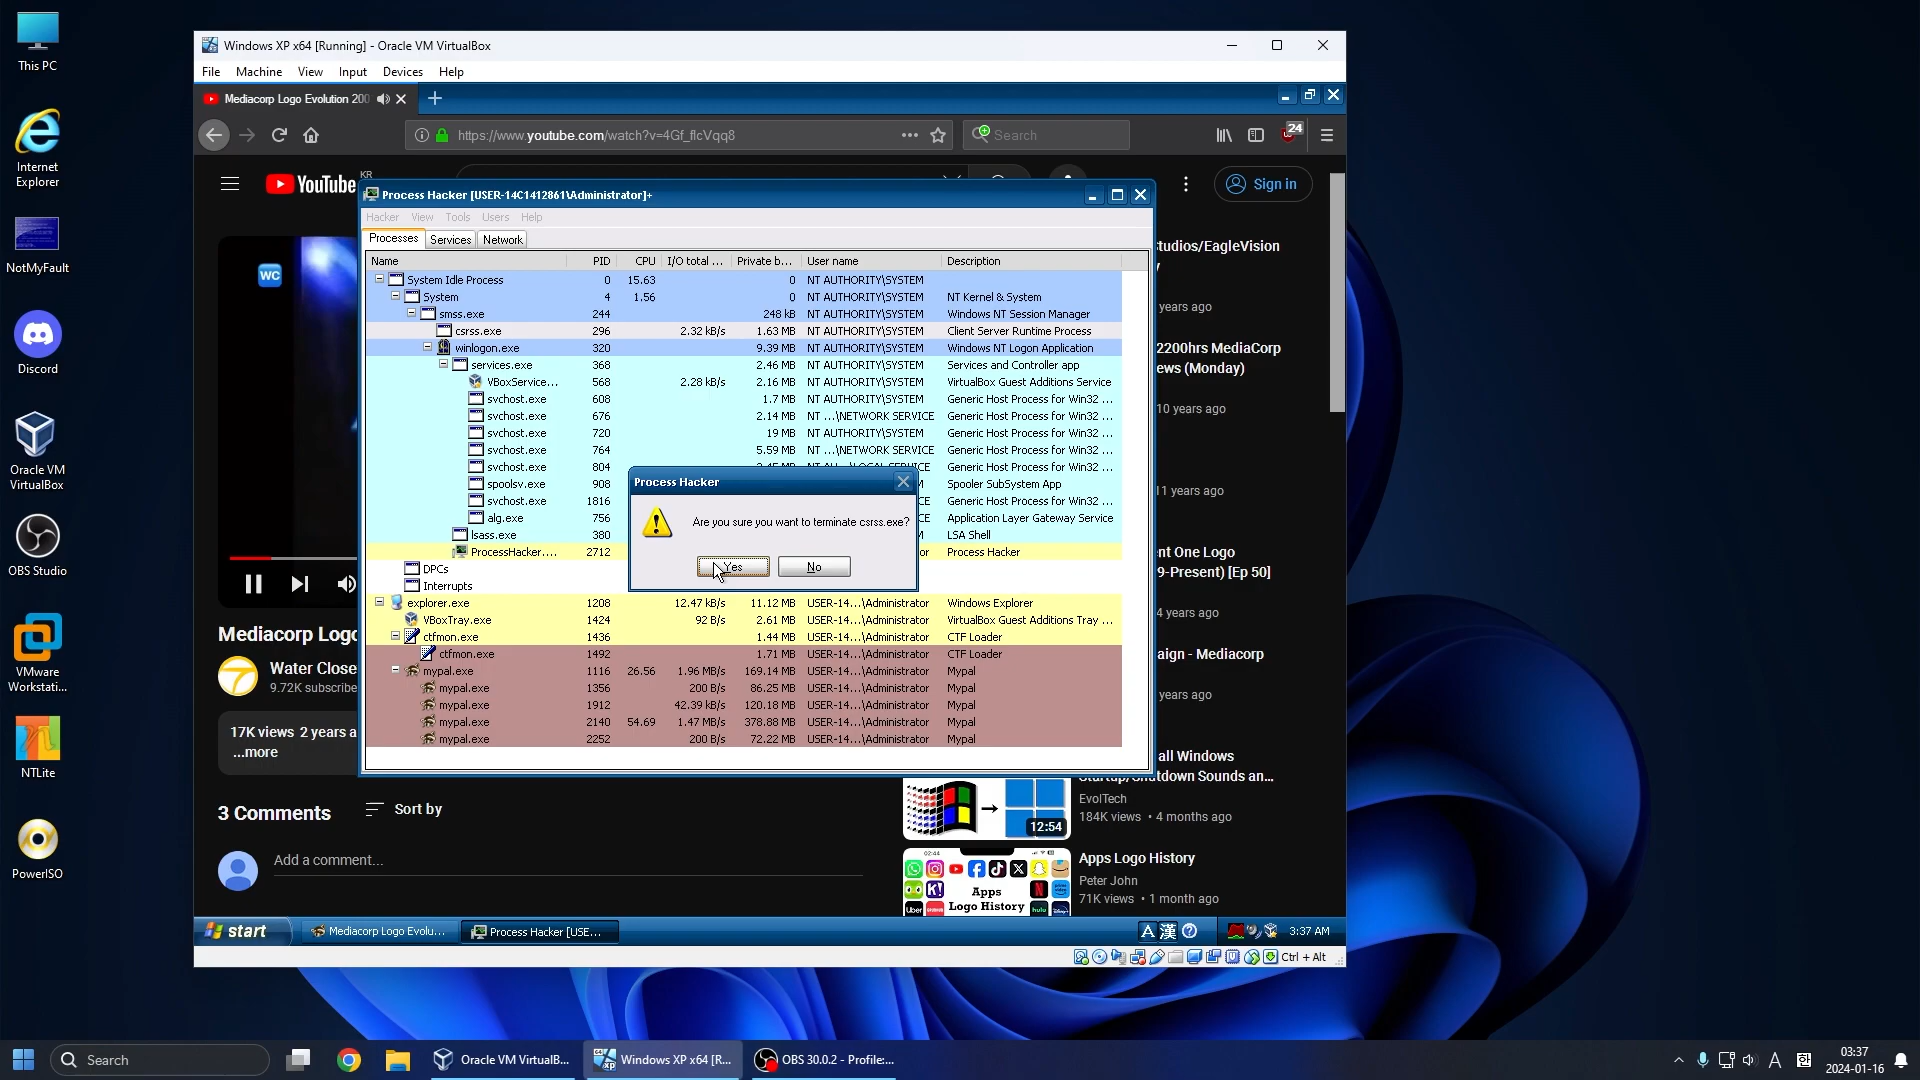 This PC
Internet
Explorer
NotMyFault
Discord
Oracle VM
VirtualBox
OBS Studio
VMware
Workstati...
NTLite
PowerISO
Windows XP x64 [Running] - Oracle VM VirtualBox
File Machine View Input Devices Help
Mediacorp Logo Evolution 200
https://www.youtube.com/watch?v=4Gf_flcVqq8
Search
24
YouTube KR
Sign in
Process Hacker [USER-14C1412861\Administrator]+
Hacker View Tools Users Help
Processes Services Network
Name PID CPU I/O total ... Private b... User name Description
System Idle Process 0 15.63 0 NT AUTHORITY\SYSTEM
System 4 1.56 0 NT AUTHORITY\SYSTEM NT Kernel & System
smss.exe 244 248 kB NT AUTHORITY\SYSTEM Windows NT Session Manager
csrss.exe 296 2.32 kB/s 1.63 MB NT AUTHORITY\SYSTEM Client Server Runtime Process
winlogon.exe 320 9.39 MB NT AUTHORITY\SYSTEM Windows NT Logon Application
services.exe 368 2.46 MB NT AUTHORITY\SYSTEM Services and Controller app
VBoxService... 568 2.28 kB/s 2.16 MB NT AUTHORITY\SYSTEM VirtualBox Guest Additions Service
svchost.exe 608 1.7 MB NT AUTHORITY\SYSTEM Generic Host Process for Win32 ...
svchost.exe 676 2.14 MB NT ...\NETWORK SERVICE Generic Host Process for Win32 ...
svchost.exe 720 19 MB NT AUTHORITY\SYSTEM Generic Host Process for Win32 ...
svchost.exe 764 5.59 MB NT ...\NETWORK SERVICE Generic Host Process for Win32 ...
svchost.exe 804 Generic Host Process for Win32 ...
spoolsv.exe 908 Spooler SubSystem App
svchost.exe 1816 Generic Host Process for Win32 ...
alg.exe 756 Application Layer Gateway Service
lsass.exe 380 LSA Shell
ProcessHacker.... 2712 Process Hacker
DPCs
Interrupts
explorer.exe 1208 12.47 kB/s 11.12 MB USER-14...\Administrator Windows Explorer
VBoxTray.exe 1424 92 B/s 2.61 MB USER-14...\Administrator VirtualBox Guest Additions Tray ...
ctfmon.exe 1436 1.44 MB USER-14...\Administrator CTF Loader
ctfmon.exe 1492 1.71 MB USER-14...\Administrator CTF Loader
mypal.exe 1116 26.56 1.96 MB/s 169.14 MB USER-14...\Administrator Mypal
mypal.exe 1356 200 B/s 86.25 MB USER-14...\Administrator Mypal
mypal.exe 1912 42.39 kB/s 120.18 MB USER-14...\Administrator Mypal
mypal.exe 2140 54.69 1.47 MB/s 378.88 MB USER-14...\Administrator Mypal
mypal.exe 2252 200 B/s 72.22 MB USER-14...\Administrator Mypal
Process Hacker
Are you sure you want to terminate csrss.exe?
Yes No
WC
Mediacorp Logo
Water Close
9.72K subscribe
17K views 2 years a
...more
3 Comments Sort by
Add a comment...
tudios/EagleVision
years ago
2200hrs MediaCorp
ews (Monday)
10 years ago
11 years ago
nt One Logo
9-Present) [Ep 50]
4 years ago
aign - Mediacorp
years ago
all Windows
Startup/Shutdown Sounds an...
EvolTech
184K views • 4 months ago
12:54
02:44
Apps
Logo History
Uber
hulu
Apps Logo History
Peter John
71K views • 1 month ago
start Mediacorp Logo Evolu... Process Hacker [USE... A 漢 3:37 AM
Ctrl + Alt
Search Oracle VM VirtualB... Windows XP x64 [R... OBS 30.0.2 - Profile:... A 한 03:37
2024-01-16